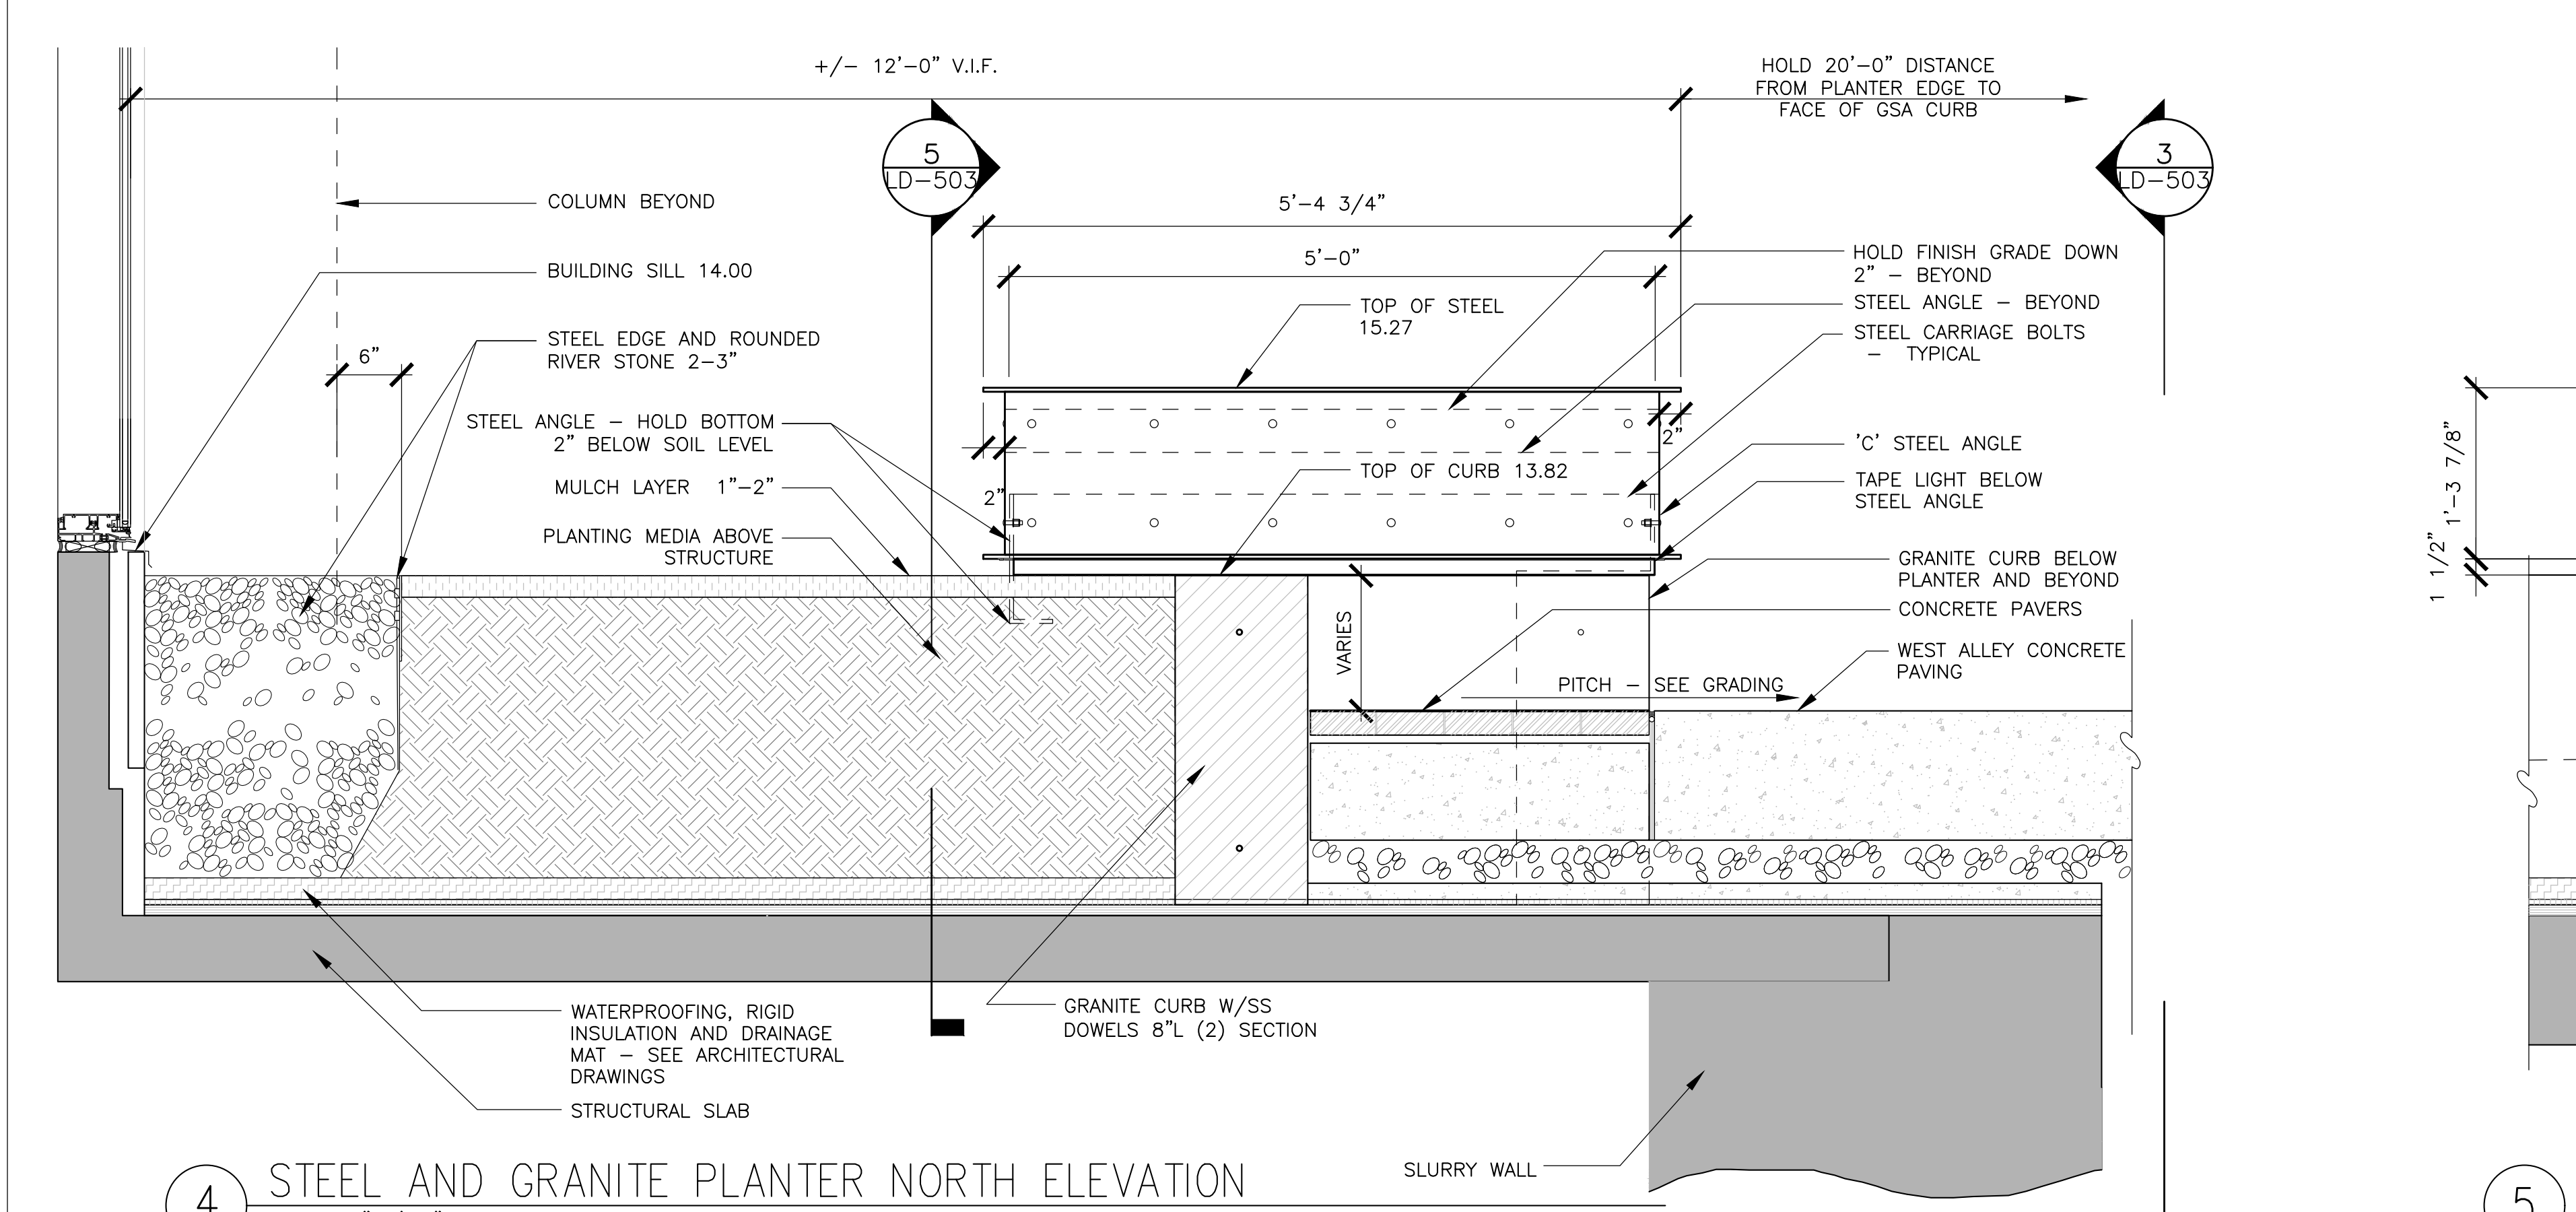 +/- 12'-0" V.I.F.
HOLD 20'-0" DISTANCE
FROM PLANTER EDGE TO
FACE OF GSA CURB
5
LD-503
3
LD-503
COLUMN BEYOND
5'-4 3/4"
BUILDING SILL 14.00
5'-0"
HOLD FINISH GRADE DOWN
2" - BEYOND
TOP OF STEEL
15.27
STEEL ANGLE - BEYOND
STEEL CARRIAGE BOLTS
- TYPICAL
STEEL EDGE AND ROUNDED
RIVER STONE 2-3"
6"
STEEL ANGLE - HOLD BOTTOM
2" BELOW SOIL LEVEL
2"
'C' STEEL ANGLE
TOP OF CURB 13.82
MULCH LAYER 1"-2"
2"
TAPE LIGHT BELOW
STEEL ANGLE
PLANTING MEDIA ABOVE
STRUCTURE
GRANITE CURB BELOW
PLANTER AND BEYOND
CONCRETE PAVERS
VARIES
WEST ALLEY CONCRETE
PAVING
PITCH - SEE GRADING
1'-3 7/8"
1 1/2"
WATERPROOFING, RIGID
INSULATION AND DRAINAGE
MAT - SEE ARCHITECTURAL
DRAWINGS
GRANITE CURB W/SS
DOWELS 8"L (2) SECTION
STRUCTURAL SLAB
SLURRY WALL
4
STEEL AND GRANITE PLANTER NORTH ELEVATION
5